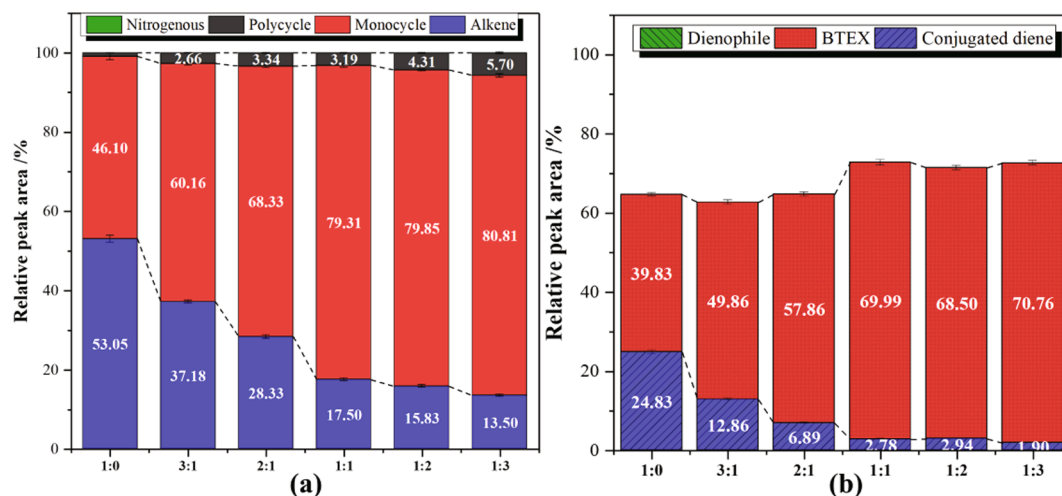 Nitrogenous Polycycle Monocycle Alkene
Relative peak area /%
100
80
60
40
20
0
2.66 3.34 3.19 4.31 5.70
46.10 60.16 68.33 79.31 79.85 80.81
53.05 37.18 28.33 17.50 15.83 13.50
1:0 3:1 2:1 1:1 1:2 1:3
(a)
Dienophile BTEX Conjugated diene
Relative peak area /%
100
80
60
40
20
0
39.83 49.86 57.86 69.99 68.50 70.76
24.83 12.86 6.89 2.78 2.94 1.90
1:0 3:1 2:1 1:1 1:2 1:3
(b)